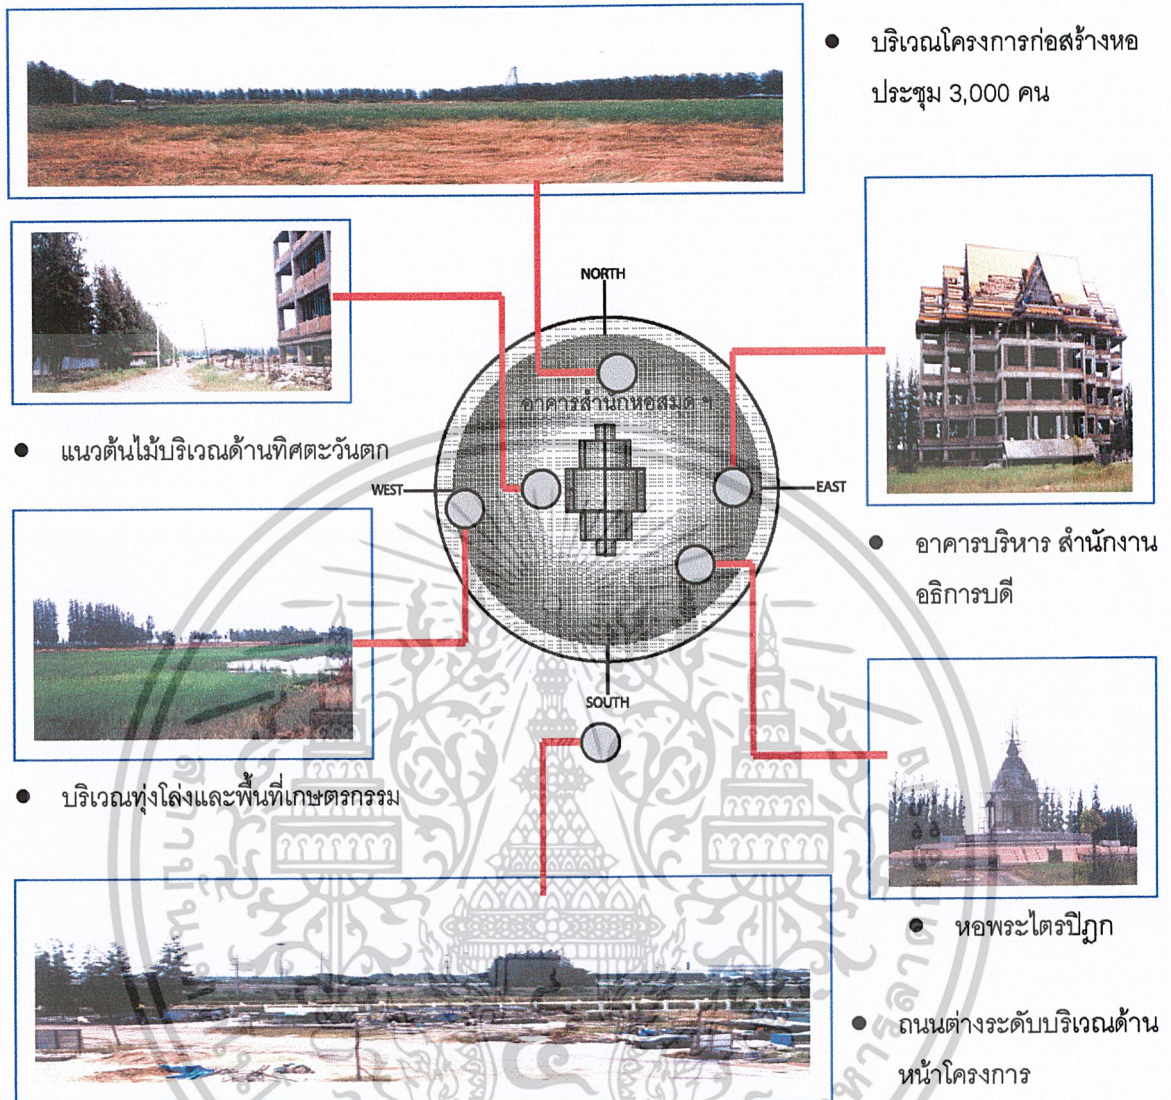 บริเวณโครงการก่อสร้างหอ
ประชุม 3,000 คน
NORTH
อาคารสำนักหอสมุด ฯ
แนวต้นไม้บริเวณด้านทิศตะวันตก
WEST
EAST
อาคารบริหาร สำนักงาน
อธิการบดี
SOUTH
บริเวณทุ่งโล่งและพื้นที่เกษตรกรรม
หอพระไตรปิฎก
ถนนต่างระดับบริเวณด้าน
หน้าโครงการ